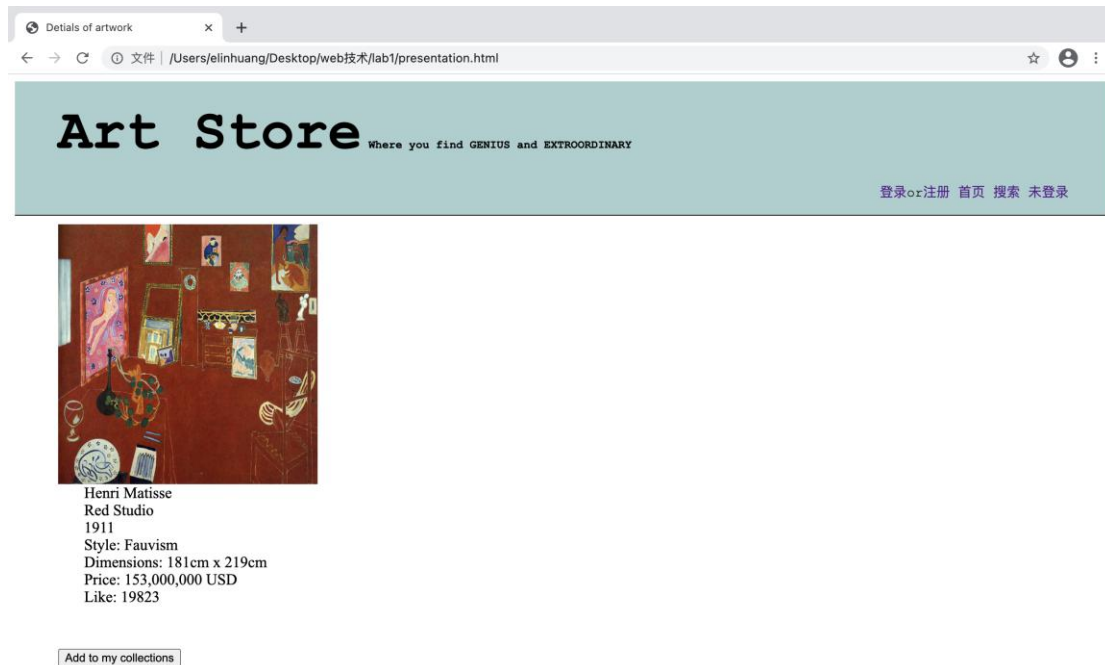 Detials of artwork
文件 /Users/elinhuang/Desktop/web技术/lab1/presentation.html
Art Store Where you find GENIUS and EXTROORDINARY
登录or注册 首页 搜索 未登录
Henri Matisse
Red Studio
1911
Style: Fauvism
Dimensions: 181cm x 219cm
Price: 153,000,000 USD
Like: 19823
Add to my collections